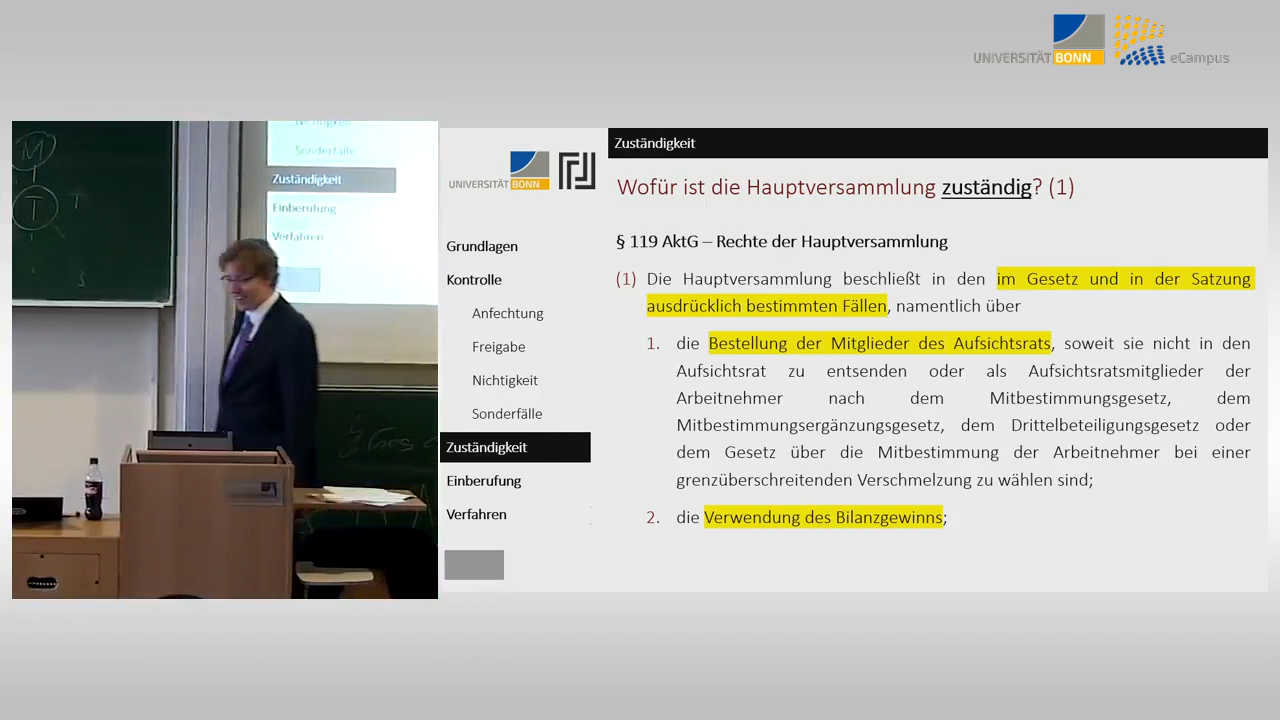 UNIVERSITÄT BONN eCampus
M
T
T
Nichtigkeit
Sonderfälle
Zuständigkeit
Einberufung
Verfahren
UNIVERSITÄT BONN
Grundlagen
Kontrolle
Anfechtung
Freigabe
Nichtigkeit
Sonderfälle
Zuständigkeit
Einberufung
Verfahren
Zuständigkeit
Wofür ist die Hauptversammlung zuständig? (1)
§ 119 AktG – Rechte der Hauptversammlung
(1) Die Hauptversammlung beschließt in den im Gesetz und in der Satzung
ausdrücklich bestimmten Fällen, namentlich über
1. die Bestellung der Mitglieder des Aufsichtsrats, soweit sie nicht in den
Aufsichtsrat zu entsenden oder als Aufsichtsratsmitglieder der
Arbeitnehmer nach dem Mitbestimmungsgesetz, dem
Mitbestimmungsergänzungsgesetz, dem Drittelbeteiligungsgesetz oder
dem Gesetz über die Mitbestimmung der Arbeitnehmer bei einer
grenzüberschreitenden Verschmelzung zu wählen sind;
2. die Verwendung des Bilanzgewinns;